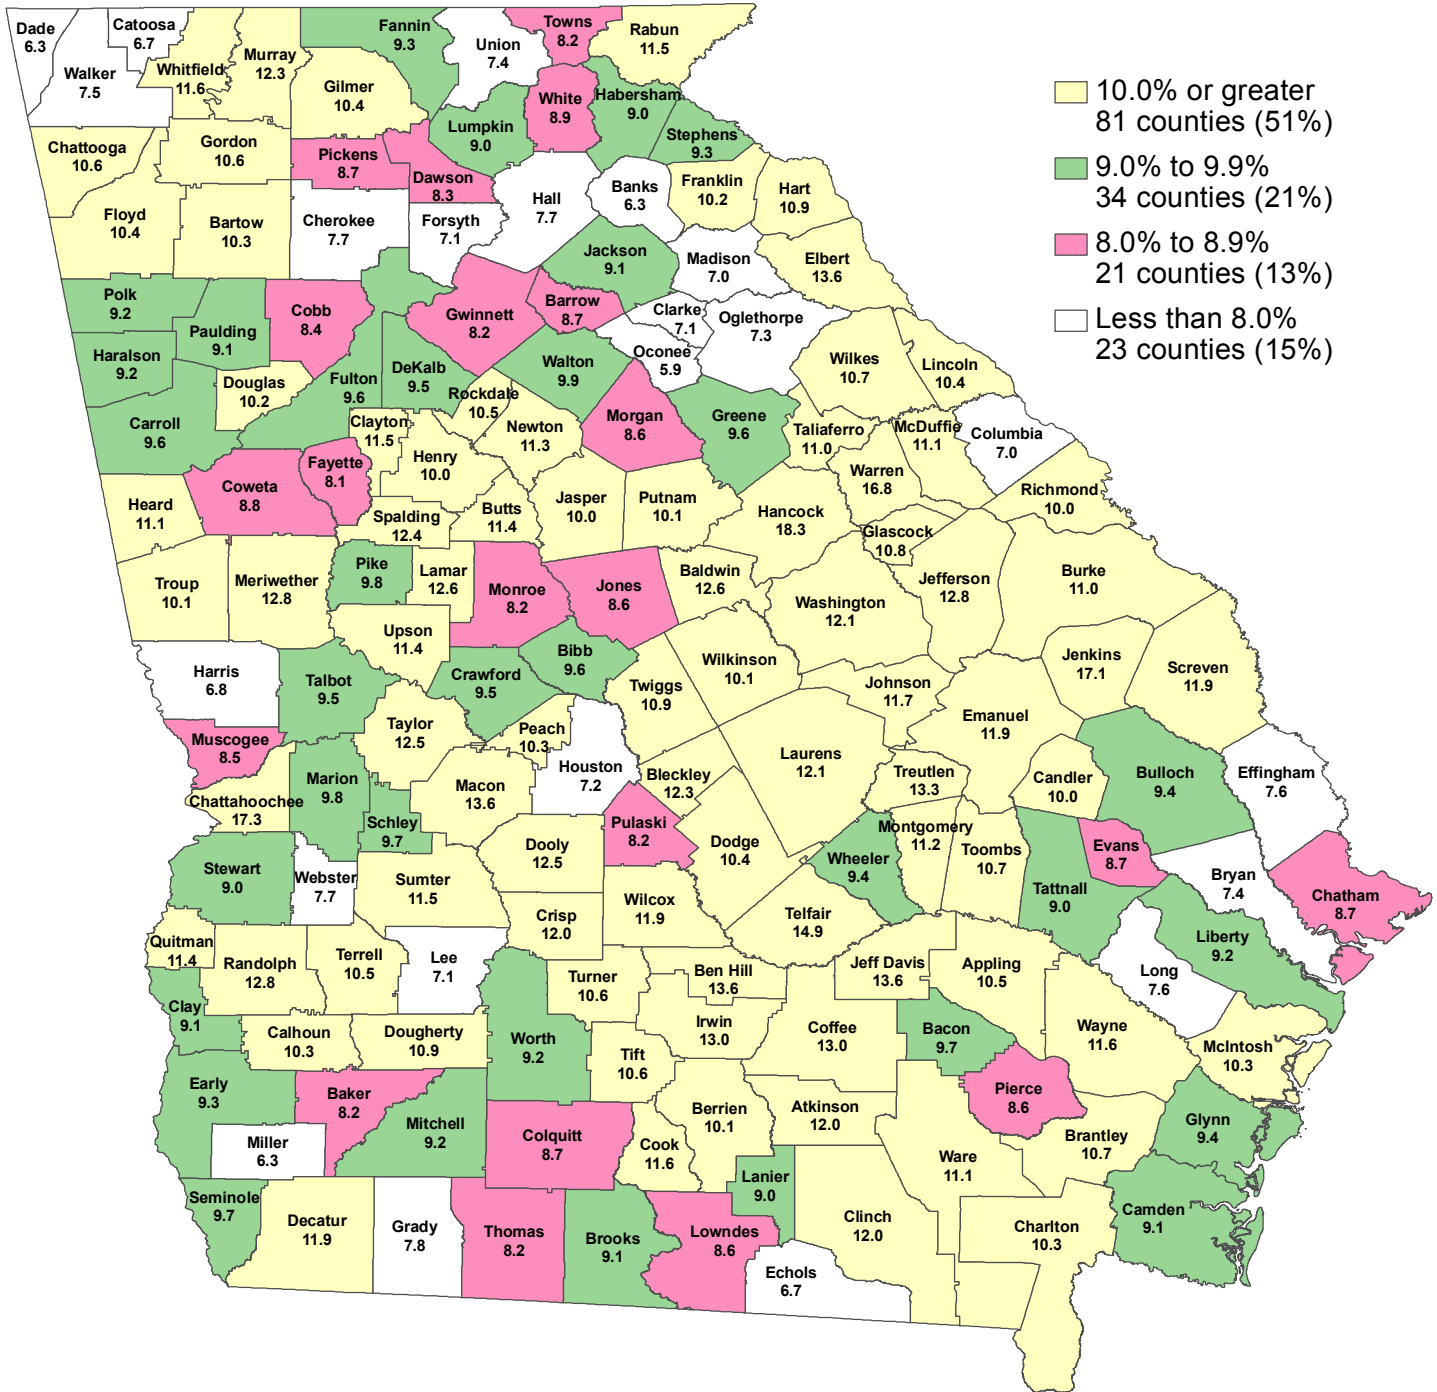 Dade
6.3
Catoosa
6.7
Walker
7.5
Whitfield
11.6
Murray
12.3
Fannin
9.3
Gilmer
10.4
Union
7.4
Towns
8.2
Rabun
11.5
White
8.9
Habersham
9.0
Stephens
9.3
Lumpkin
9.0
10.0% or greater
81 counties (51%)
9.0% to 9.9%
34 counties (21%)
8.0% to 8.9%
21 counties (13%)
Less than 8.0%
23 counties (15%)
Chattooga
10.6
Gordon
10.6
Pickens
8.7
Dawson
8.3
Hall
7.7
Banks
6.3
Franklin
10.2
Hart
10.9
Floyd
10.4
Bartow
10.3
Cherokee
7.7
Forsyth
7.1
Jackson
9.1
Madison
7.0
Elbert
13.6
Polk
9.2
Paulding
9.1
Cobb
8.4
Gwinnett
8.2
Barrow
8.7
Clarke
7.1
Oglethorpe
7.3
Oconee
5.9
Haralson
9.2
Douglas
10.2
Fulton
9.6
DeKalb
9.5
Rockdale
10.5
Walton
9.9
Wilkes
10.7
Lincoln
10.4
Carroll
9.6
Clayton
11.5
Henry
10.0
Newton
11.3
Morgan
8.6
Greene
9.6
Taliaferro
11.0
McDuffie
11.1
Columbia
7.0
Fayette
8.1
Coweta
8.8
Heard
11.1
Spalding
12.4
Butts
11.4
Jasper
10.0
Putnam
10.1
Hancock
18.3
Warren
16.8
Glascock
10.8
Richmond
10.0
Troup
10.1
Meriwether
12.8
Pike
9.8
Lamar
12.6
Monroe
8.2
Jones
8.6
Baldwin
12.6
Washington
12.1
Jefferson
12.8
Burke
11.0
Upson
11.4
Harris
6.8
Talbot
9.5
Crawford
9.5
Bibb
9.6
Twiggs
10.9
Wilkinson
10.1
Johnson
11.7
Jenkins
17.1
Screven
11.9
Muscogee
8.5
Taylor
12.5
Peach
10.3
Houston
7.2
Bleckley
12.3
Laurens
12.1
Emanuel
11.9
Treutlen
13.3
Candler
10.0
Bulloch
9.4
Effingham
7.6
Chattahoochee
17.3
Marion
9.8
Schley
9.7
Macon
13.6
Dooly
12.5
Pulaski
8.2
Dodge
10.4
Wheeler
9.4
Montgomery
11.2
Toombs
10.7
Tattnall
9.0
Evans
8.7
Bryan
7.4
Chatham
8.7
Stewart
9.0
Webster
7.7
Sumter
11.5
Crisp
12.0
Wilcox
11.9
Telfair
14.9
Liberty
9.2
Long
7.6
Quitman
11.4
Randolph
12.8
Terrell
10.5
Lee
7.1
Turner
10.6
Ben Hill
13.6
Jeff Davis
13.6
Appling
10.5
Clay
9.1
Calhoun
10.3
Dougherty
10.9
Worth
9.2
Tift
10.6
Irwin
13.0
Coffee
13.0
Bacon
9.7
Wayne
11.6
McIntosh
10.3
Early
9.3
Baker
8.2
Miller
6.3
Mitchell
9.2
Colquitt
8.7
Cook
11.6
Berrien
10.1
Atkinson
12.0
Pierce
8.6
Ware
11.1
Brantley
10.7
Glynn
9.4
Seminole
9.7
Decatur
11.9
Grady
7.8
Thomas
8.2
Brooks
9.1
Lowndes
8.6
Lanier
9.0
Echols
6.7
Clinch
12.0
Charlton
10.3
Camden
9.1